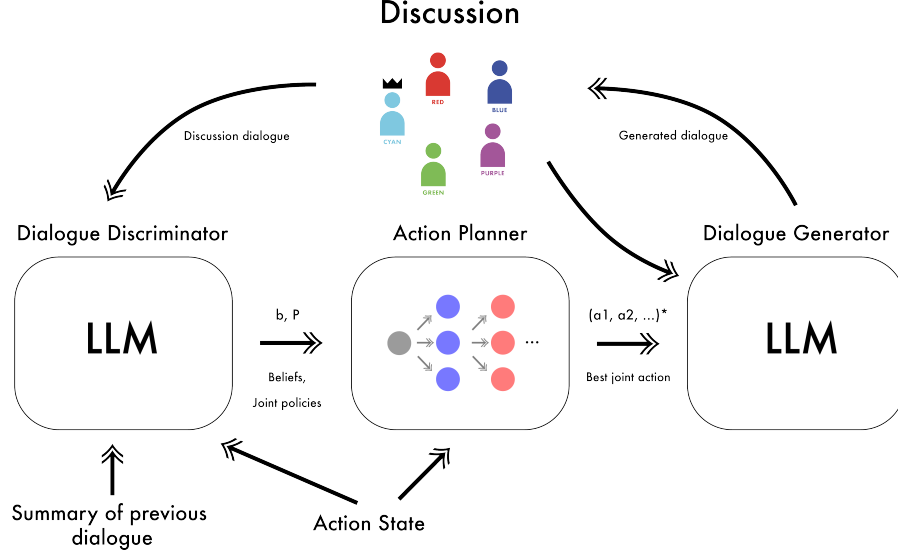 Discussion
RED
BLUE
CYAN
PURPLE
GREEN
Discussion dialogue
Generated dialogue
Dialogue Discriminator
Action Planner
Dialogue Generator
LLM
b, P
Beliefs,
Joint policies
...
(a1, a2, ...)*
Best joint action
LLM
Summary of previous
dialogue
Action State